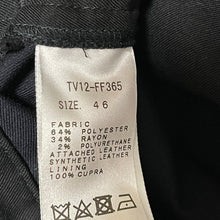 TV12-FF365
SIZE. 46
FABRIC
64% POLYESTER
34% RAYON
2% POLYURETHANE
ATTACHED LEATHER
SYNTHETIC LEATHER
LINING
100% CUPRA